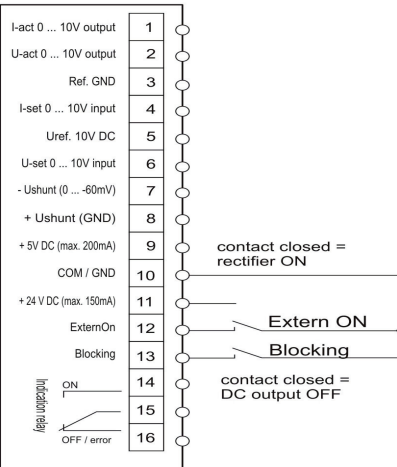 I-act 0 ... 10V output 1
U-act 0 ... 10V output 2
Ref. GND 3
I-set 0 ... 10V input 4
Uref. 10V DC 5
U-set 0 ... 10V input 6
- Ushunt (0 ... -60mV) 7
+ Ushunt (GND) 8
+ 5V DC (max. 200mA) 9
contact closed =
rectifier ON
COM / GND 10
+ 24 V DC (max. 150mA) 11
ExternOn 12 Extern ON
Blocking 13 Blocking
Indication relay
ON 14
contact closed =
DC output OFF
15
OFF / error 16